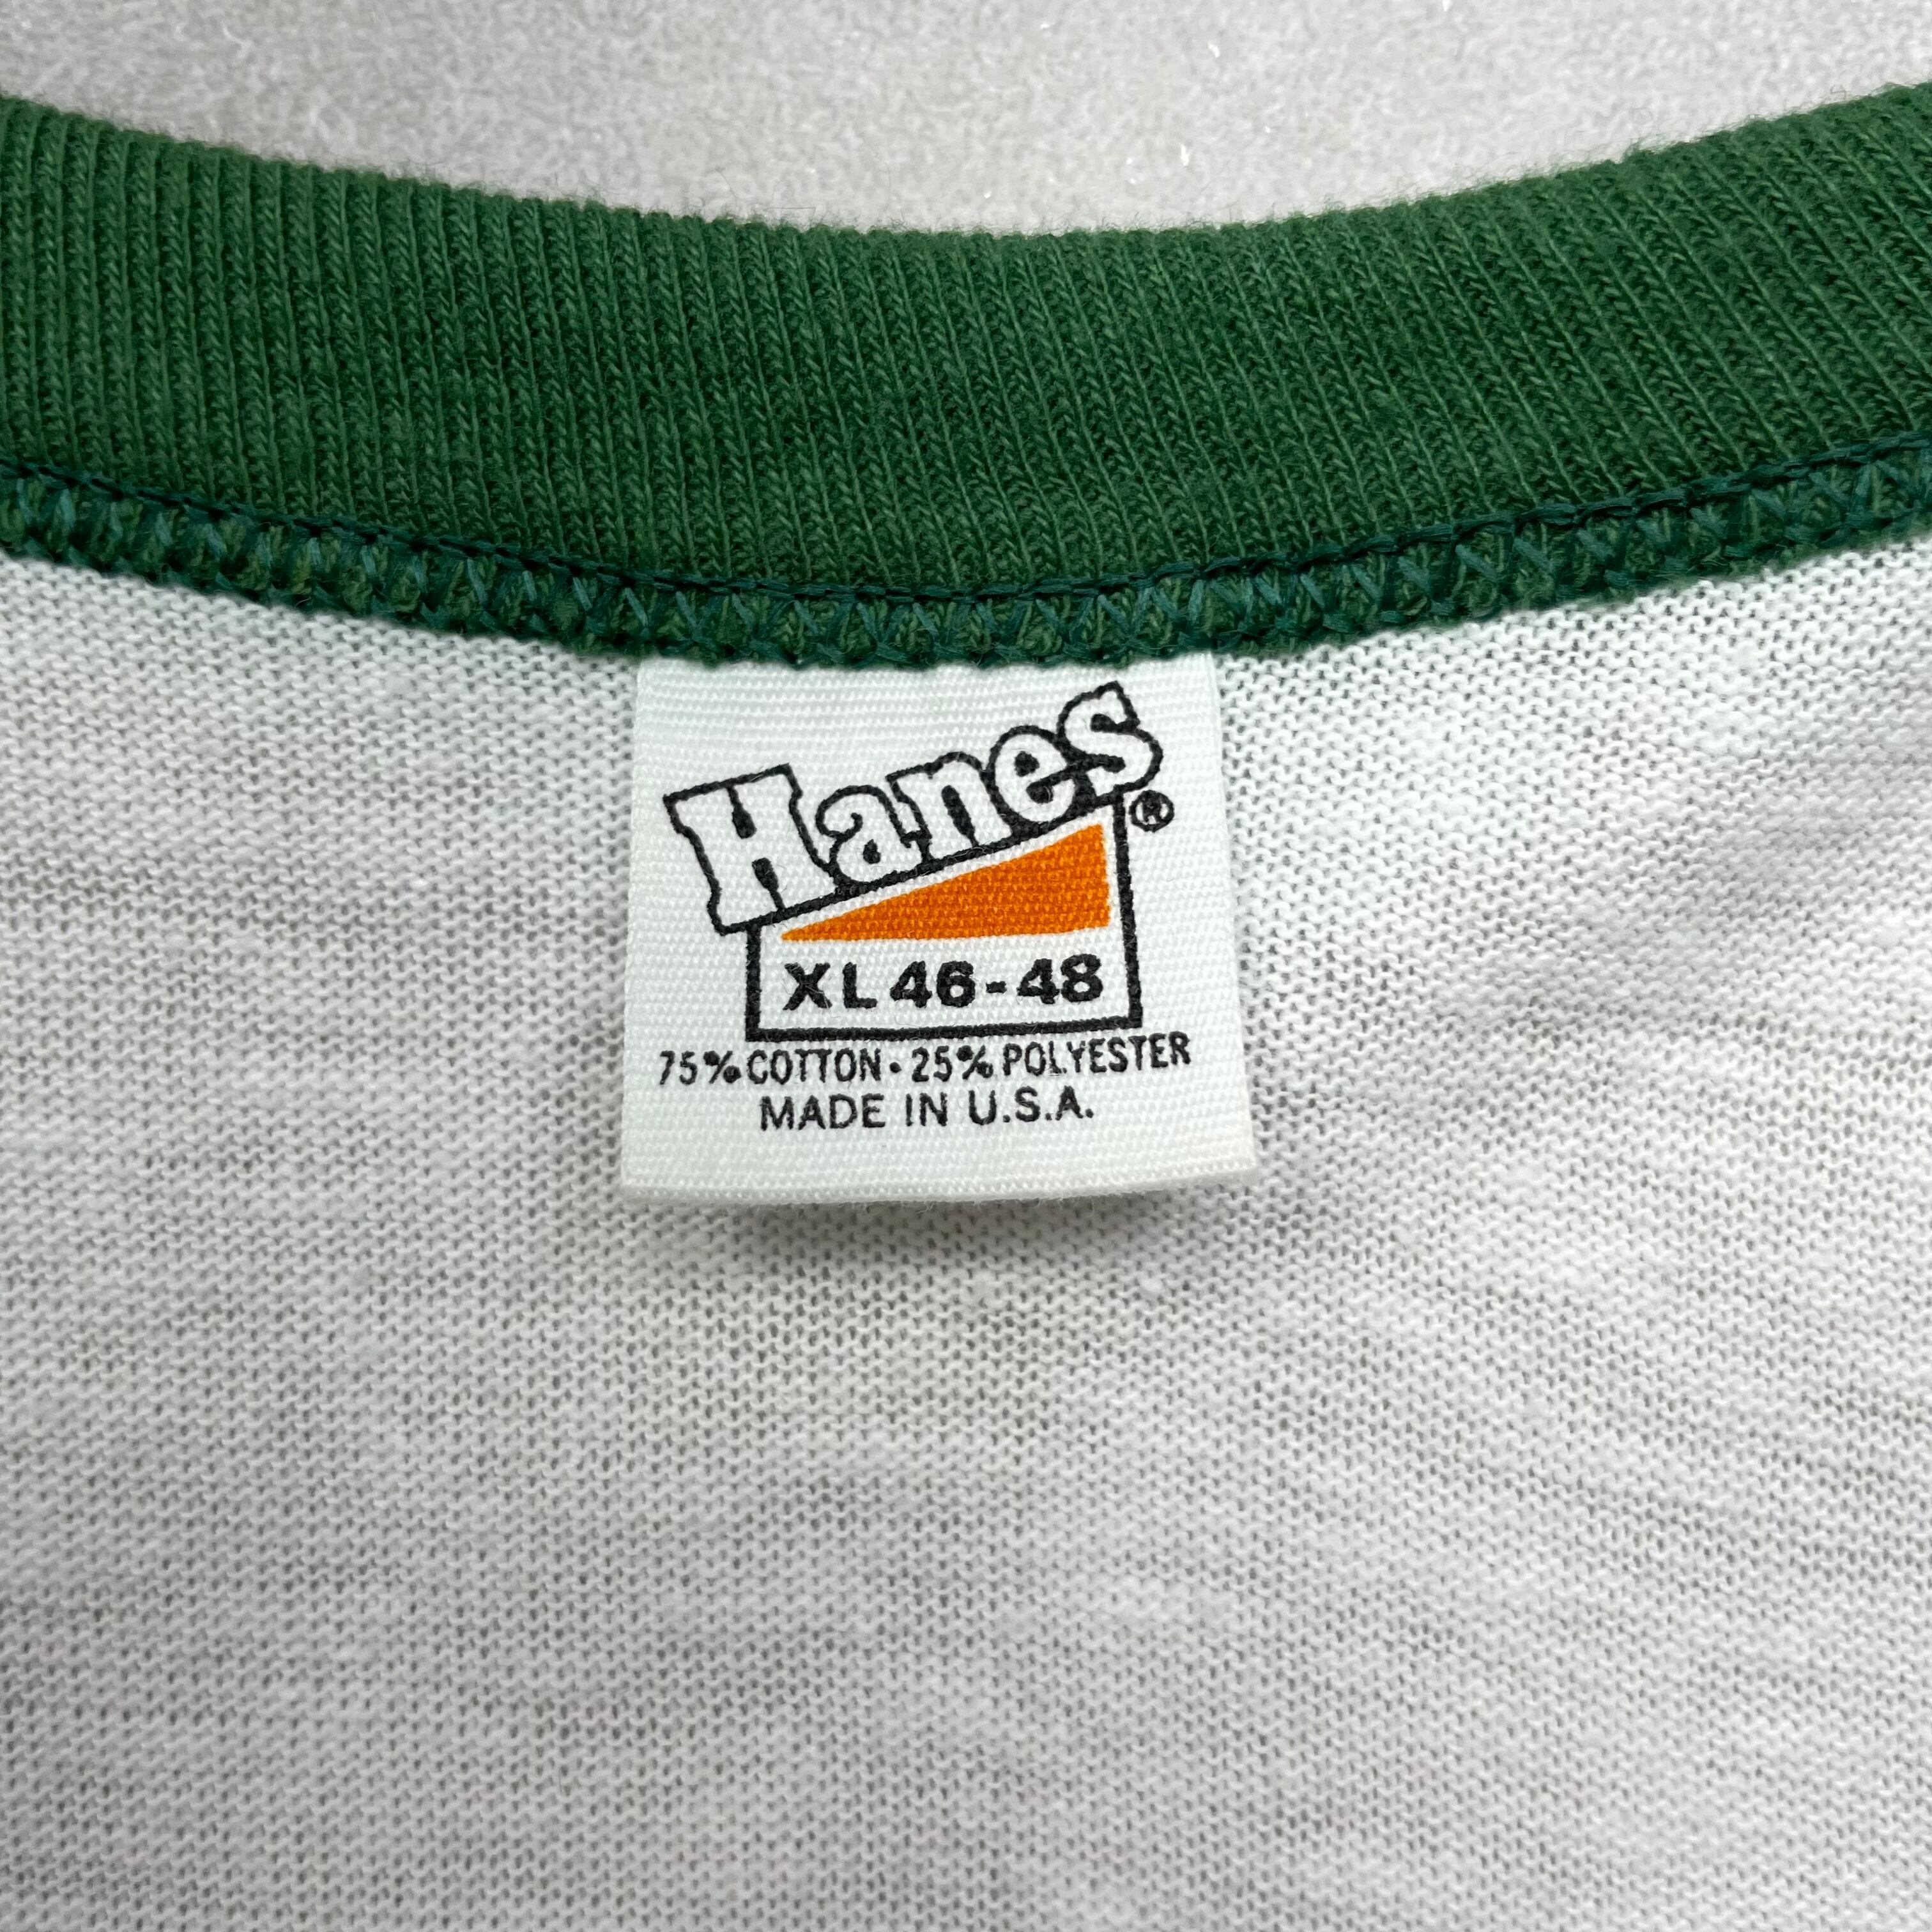 Hanes®
XL 46-48
75% COTTON • 25% POLYESTER
MADE IN U.S.A.